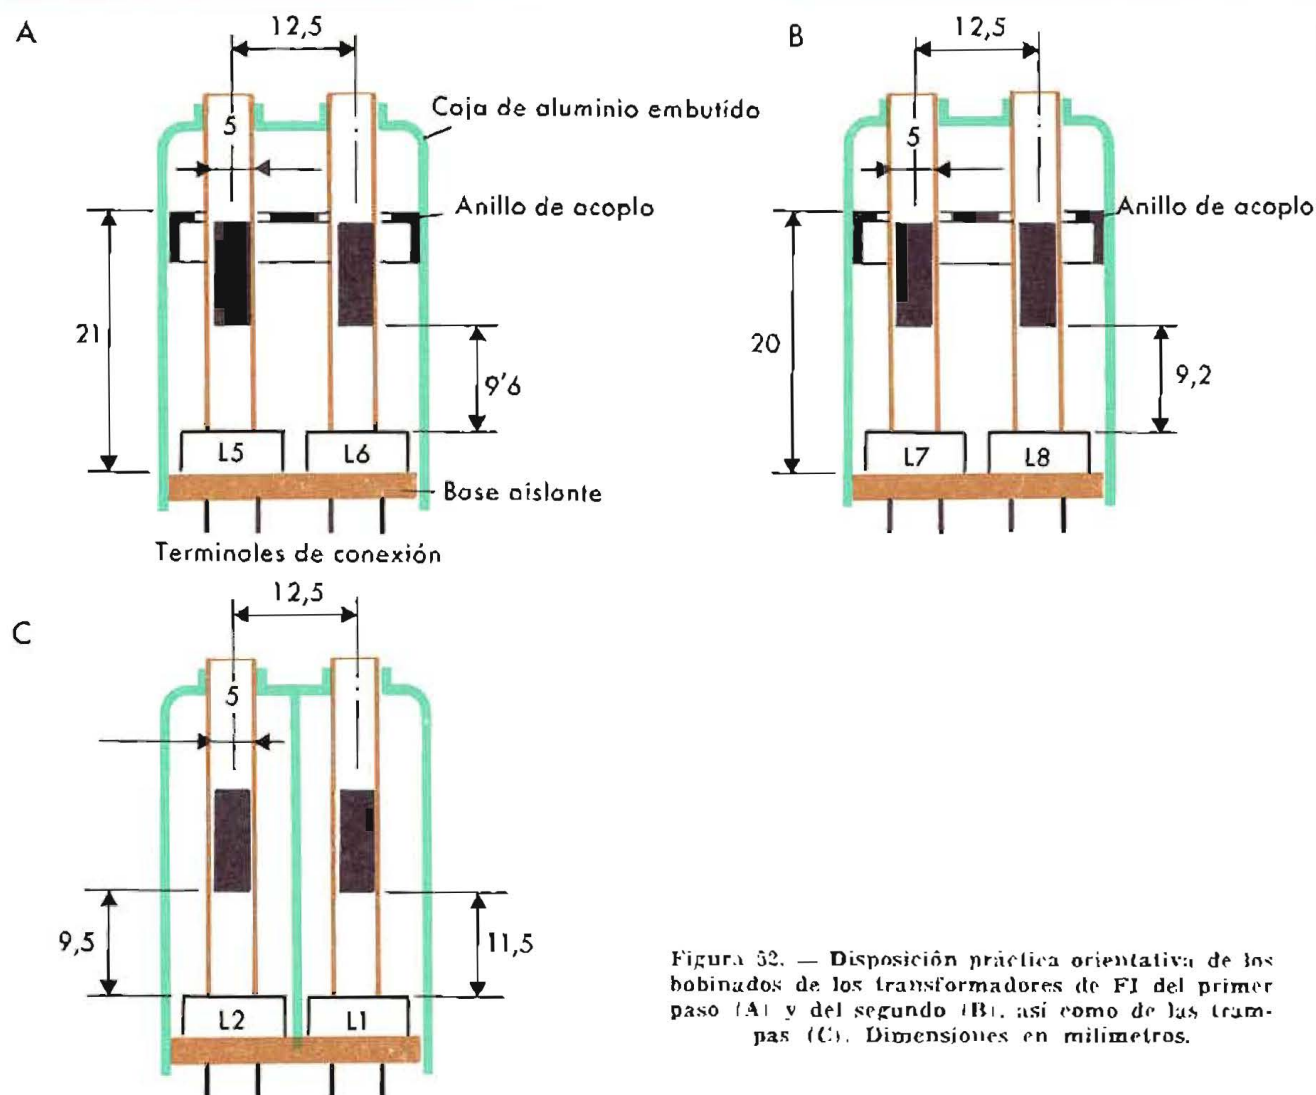 A
12,5
5
Caja de aluminio embutido
Anillo de acoplo
21
9'6
L5
L6
Base aislante
Terminales de conexión
B
12,5
5
Anillo de acoplo
20
9,2
L7
L8
C
12,5
5
9,5
11,5
L2
L1
Figura 52. — Disposición práctica orientativa de los
bobinados de los transformadores de FI del primer
paso (A) y del segundo (B), así como de las tram-
pas (C). Dimensiones en milímetros.